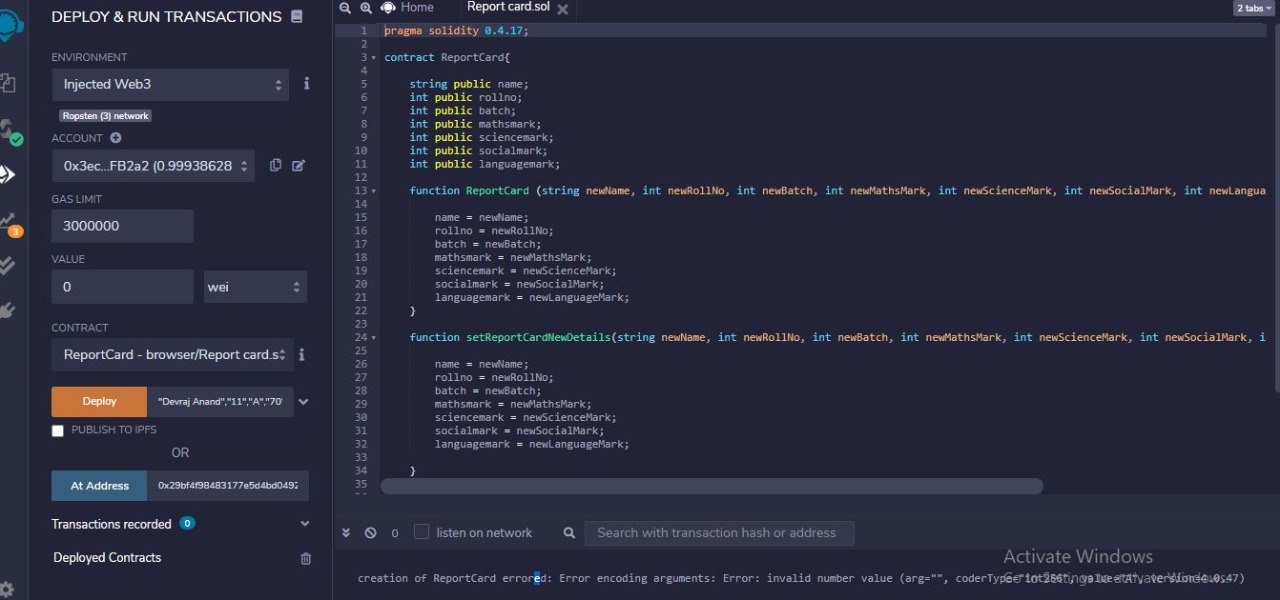 DEPLOY & RUN TRANSACTIONS
ENVIRONMENT
Injected Web3
Ropsten (3) network
ACCOUNT
0x3ec...FB2a2 (0.99938628
GAS LIMIT
3000000
VALUE
0
wei
CONTRACT
ReportCard - browser/Report card.s
Deploy
"Devraj Anand","11","A","70'
PUBLISH TO IPFS
OR
At Address
0x29bf4f98483177e5d4bd0492
Transactions recorded 0
Deployed Contracts
3
Home
Report card.sol
2 tabs
1 pragma solidity 0.4.17;
2
3 contract ReportCard{
4
5 string public name;
6 int public rollno;
7 int public batch;
8 int public mathsmark;
9 int public sciencemark;
10 int public socialmark;
11 int public languagemark;
12
13 function ReportCard (string newName, int newRollNo, int newBatch, int newMathsMark, int newScienceMark, int newSocialMark, int newLangua
14
15 name = newName;
16 rollno = newRollNo;
17 batch = newBatch;
18 mathsmark = newMathsMark;
19 sciencemark = newScienceMark;
20 socialmark = newSocialMark;
21 languagemark = newLanguageMark;
22 }
23
24 function setReportCardNewDetails(string newName, int newRollNo, int newBatch, int newMathsMark, int newScienceMark, int newSocialMark, i
25
26 name = newName;
27 rollno = newRollNo;
28 batch = newBatch;
29 mathsmark = newMathsMark;
30 sciencemark = newScienceMark;
31 socialmark = newSocialMark;
32 languagemark = newLanguageMark;
33
34 }
35
0
listen on network
Search with transaction hash or address
Activate Windows
Go to Settings to activate Windows.
creation of ReportCard errored: Error encoding arguments: Error: invalid number value (arg="", coderType="int256", value="A", version=4.0.47)